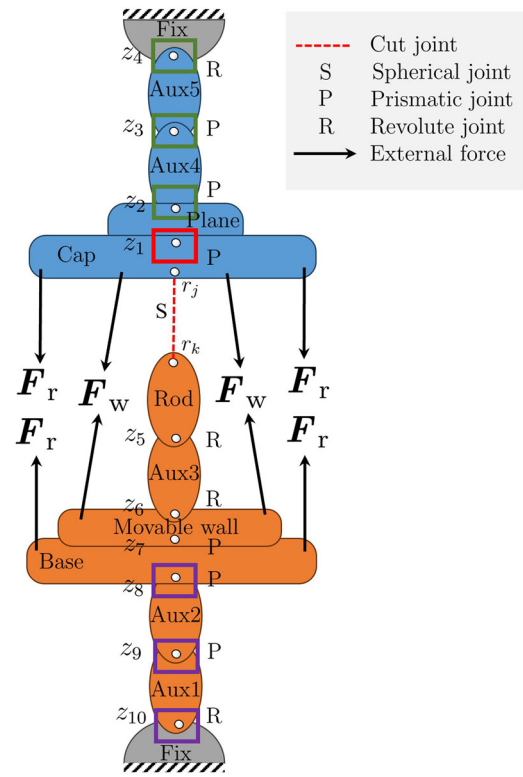 Fix
z4
R
Aux5
z3
P
Aux4
P
z2
Plane
z1
Cap
P
rj
S
rk
Fr
Fw
Fw
Fr
Fr
Fr
Rod
z5
R
Aux3
z6
R
Movable wall
z7
P
Base
z8
P
Aux2
z9
P
Aux1
z10
R
Fix
Cut joint
S Spherical joint
P Prismatic joint
R Revolute joint
External force